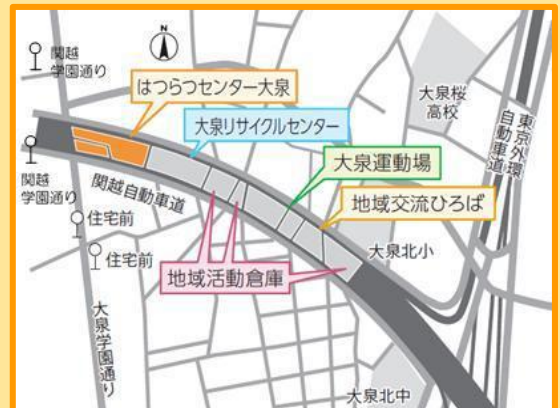 N
関越
学園通り
はつらつセンター大泉
大泉リサイクルセンター
大泉桜
高校
東京外環
自動車道
関越
学園通り
関越自動車道
大泉運動場
地域交流ひろば
住宅前
住宅前
地域活動倉庫
大泉北小
大泉学園通り
大泉北中